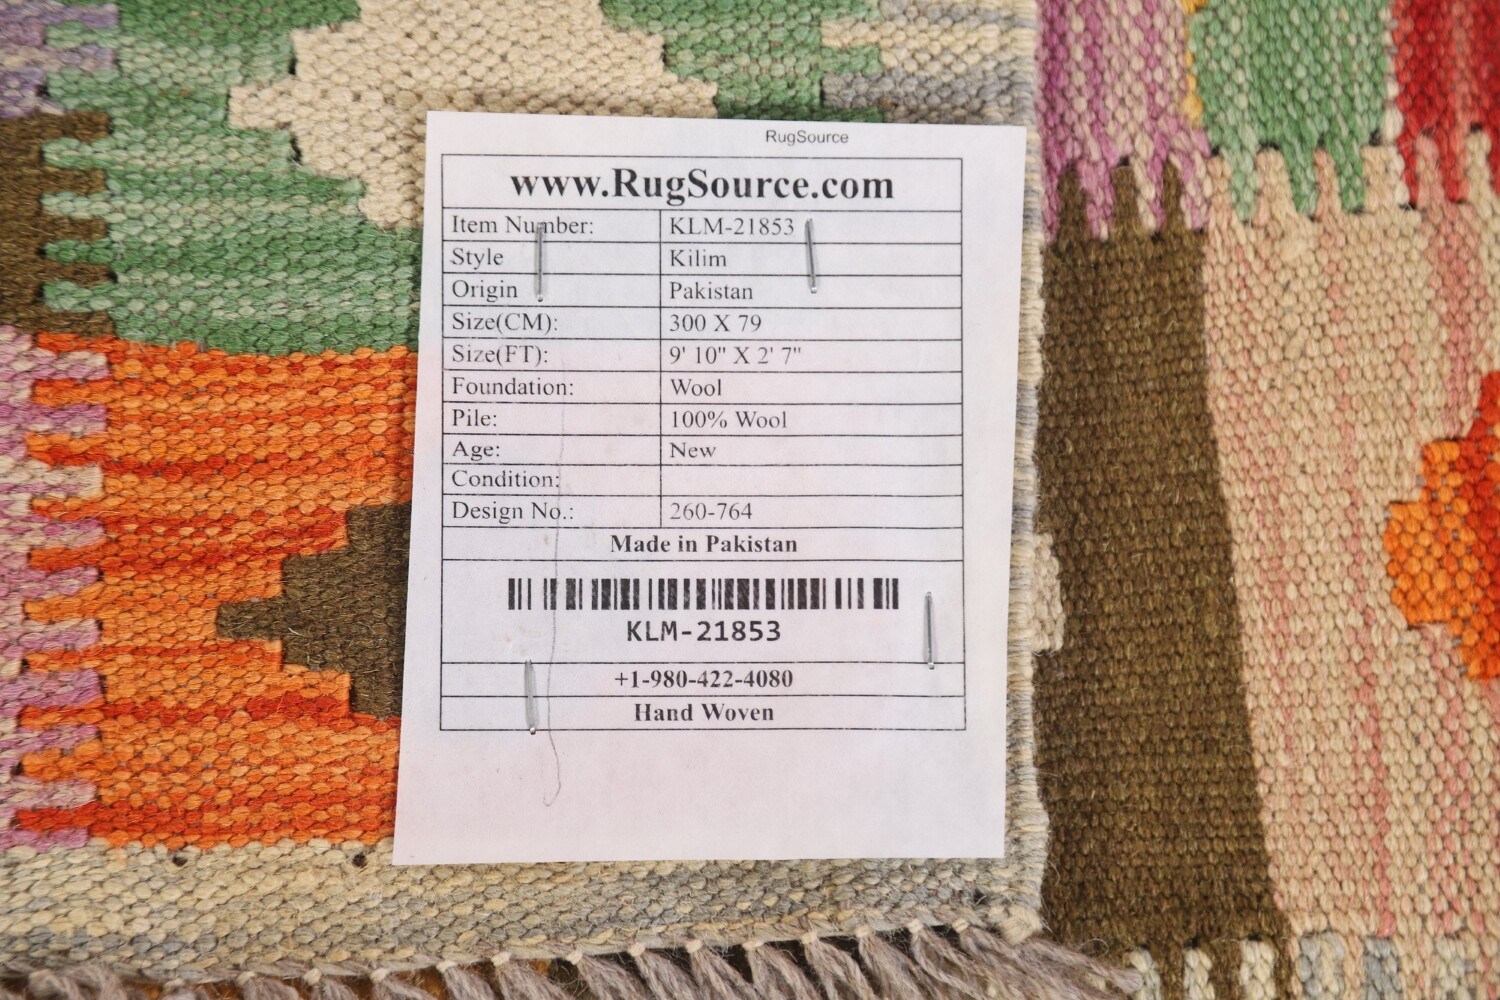 RugSource
www.RugSource.com
Item Number: KLM-21853
Style Kilim
Origin Pakistan
Size(CM): 300 X 79
Size(FT): 9' 10" X 2' 7"
Foundation: Wool
Pile: 100% Wool
Age: New
Condition:
Design No.: 260-764
Made in Pakistan
KLM-21853
+1-980-422-4080
Hand Woven